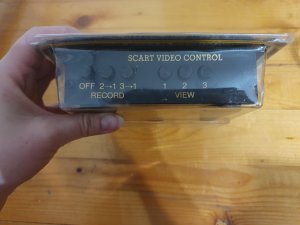 SCART VIDEO CONTROL
OFF 2→1 3→1 1 2 3
RECORD VIEW